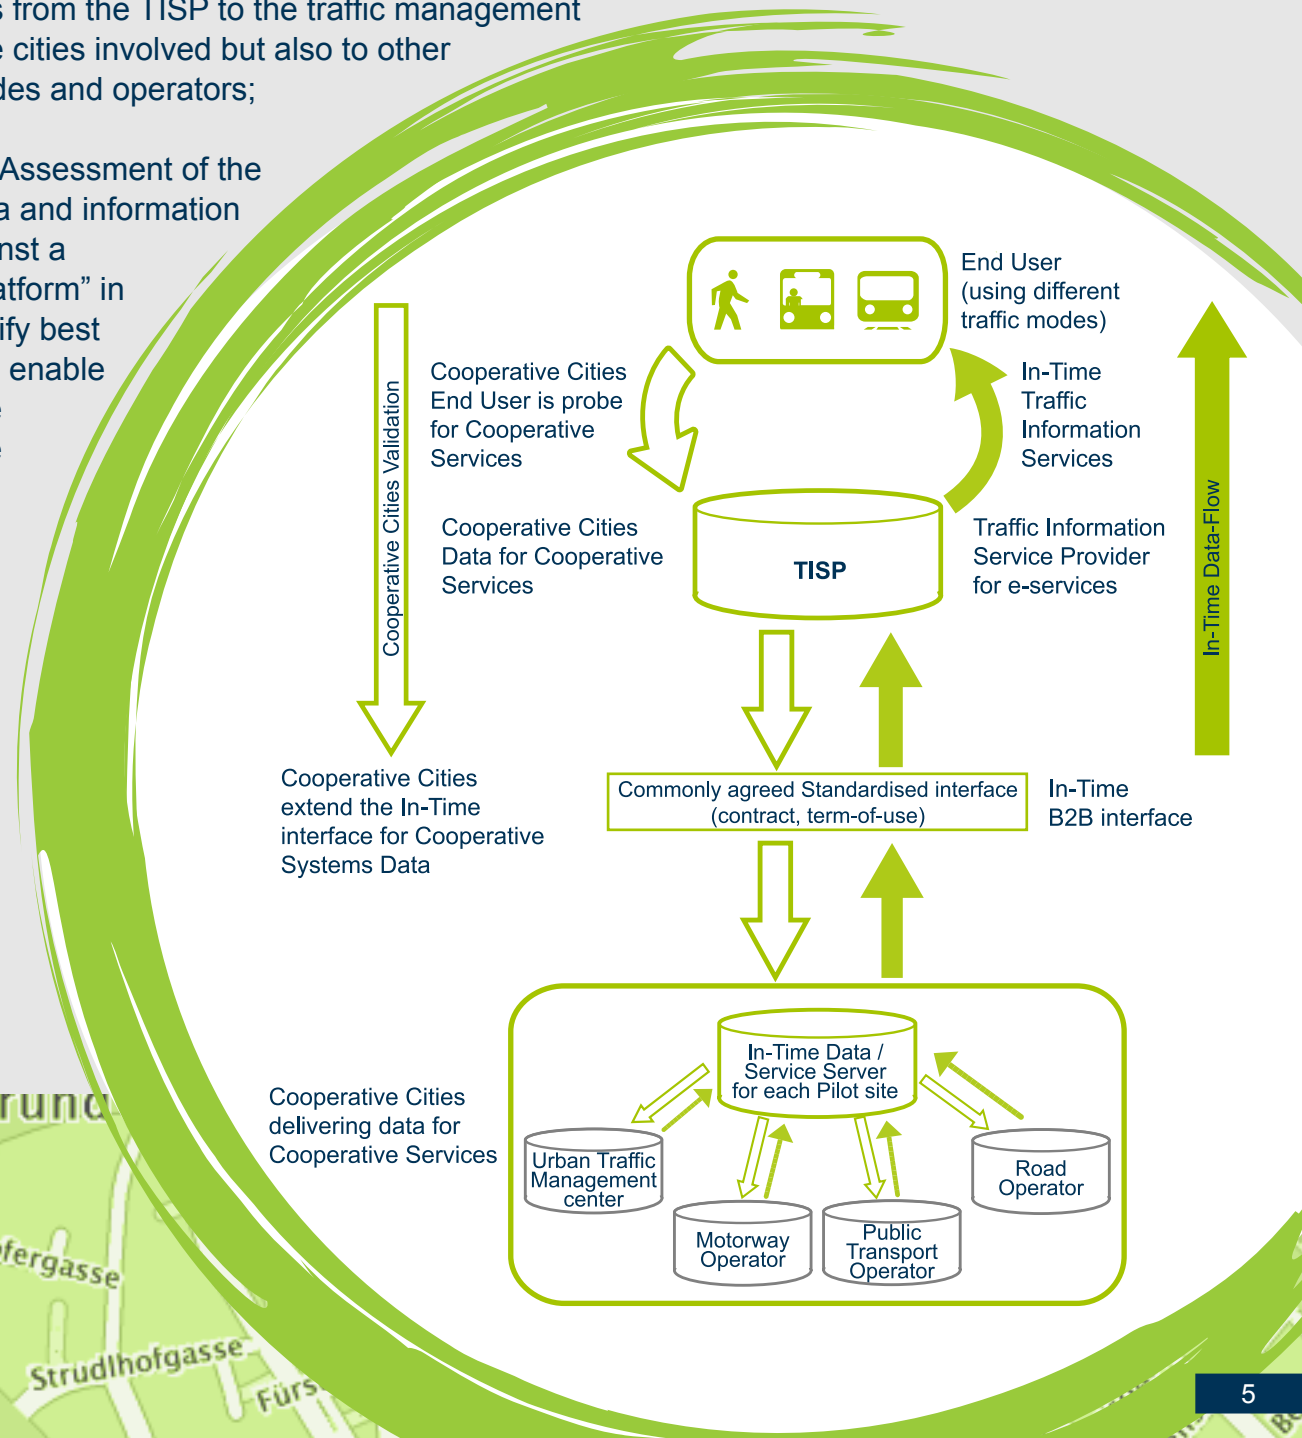 s from the TISP to the traffic management
e cities involved but also to other
des and operators;
Assessment of the
a and information
nst a
atform” in
ify best
enable
e
e
End User
(using different
traffic modes)
Cooperative Cities
End User is probe
for Cooperative
Services
In-Time
Traffic
Information
Services
Cooperative Cities Validation
In-Time Data-Flow
Cooperative Cities
Data for Cooperative
Services
TISP
Traffic Information
Service Provider
for e-services
Cooperative Cities
extend the In-Time
interface for Cooperative
Systems Data
Commonly agreed Standardised interface
(contract, term-of-use)
In-Time
B2B interface
In-Time Data /
Service Server
for each Pilot site
Cooperative Cities
delivering data for
Cooperative Services
Urban Traffic
Management
center
Motorway
Operator
Public
Transport
Operator
Road
Operator
rund
ofergasse
Strudlhofgasse
Fürs
5